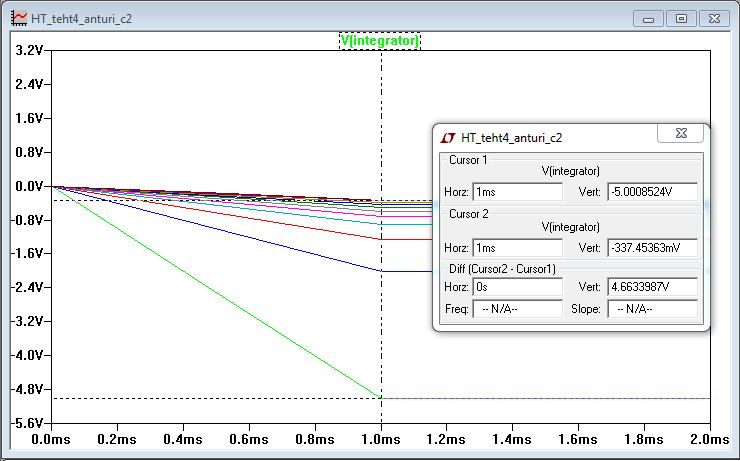 HT_teht4_anturi_c2
V[integrator]
3.2V
2.4V
1.6V
0.8V
0.0V
-0.8V
-1.6V
-2.4V
-3.2V
-4.0V
-4.8V
-5.6V
0.0ms 0.2ms 0.4ms 0.6ms 0.8ms 1.0ms 1.2ms 1.4ms 1.6ms 1.8ms 2.0ms
HT_teht4_anturi_c2
Cursor 1
V(integrator)
Horz: 1ms Vert: -5.0008524V
Cursor 2
V(integrator)
Horz: 1ms Vert: -337.45363mV
Diff (Cursor2 - Cursor1)
Horz: 0s Vert: 4.6633987V
Freq: -- N/A-- Slope: -- N/A--